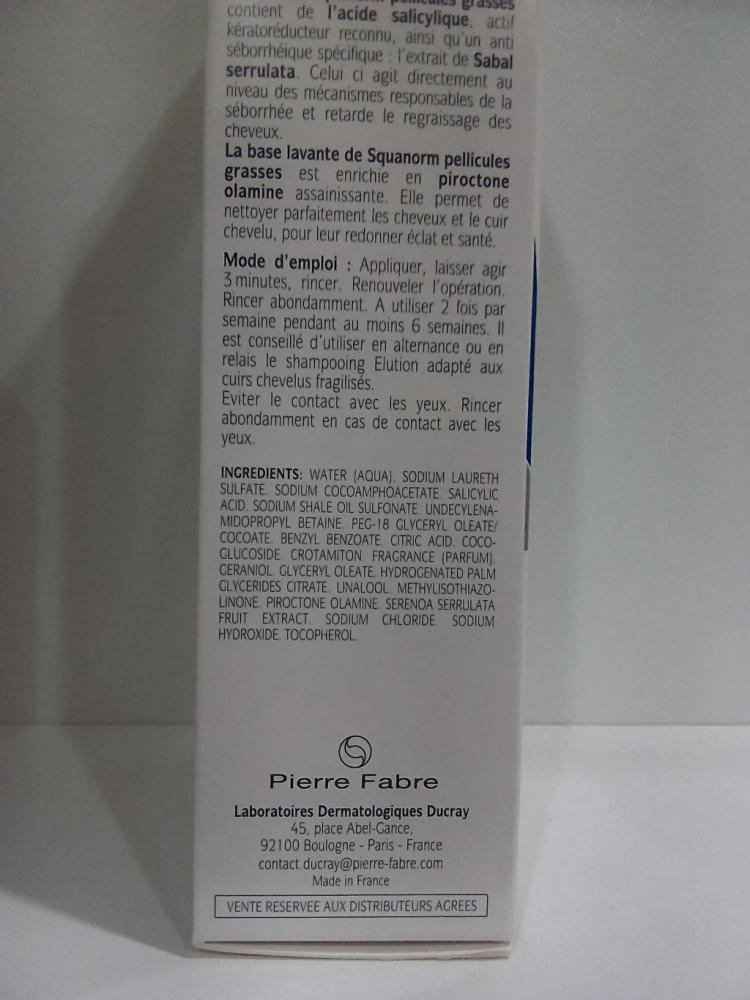 pellicules grasses
contient de l'acide salicylique, actif
kératoréducteur reconnu, ainsi qu'un anti
séborrhéique spécifique : l'extrait de Sabal
serrulata. Celui ci agit directement au
niveau des mécanismes responsables de la
séborrhée et retarde le regraissage des
cheveux.
La base lavante de Squanorm pellicules
grasses est enrichie en piroctone
olamine assainissante. Elle permet de
nettoyer parfaitement les cheveux et le cuir
chevelu, pour leur redonner éclat et santé.
Mode d'emploi : Appliquer, laisser agir
3 minutes, rincer. Renouveler l'opération.
Rincer abondamment. A utiliser 2 fois par
semaine pendant au moins 6 semaines. Il
est conseillé d'utiliser en alternance ou en
relais le shampooing Elution adapté aux
cuirs chevelus fragilisés.
Eviter le contact avec les yeux. Rincer
abondamment en cas de contact avec les
yeux.
INGREDIENTS: WATER (AQUA). SODIUM LAURETH
SULFATE. SODIUM COCOAMPHOACETATE. SALICYLIC
ACID. SODIUM SHALE OIL SULFONATE. UNDECYLENA-
MIDOPROPYL BETAINE. PEG-18 GLYCERYL OLEATE/
COCOATE. BENZYL BENZOATE. CITRIC ACID. COCO-
GLUCOSIDE. CROTAMITON. FRAGRANCE (PARFUM).
GERANIOL. GLYCERYL OLEATE. HYDROGENATED PALM
GLYCERIDES CITRATE. LINALOOL. METHYLISOTHIAZO-
LINONE. PIROCTONE OLAMINE. SERENOA SERRULATA
FRUIT EXTRACT. SODIUM CHLORIDE. SODIUM
HYDROXIDE. TOCOPHEROL.
Pierre Fabre
Laboratoires Dermatologiques Ducray
45, place Abel-Gance,
92100 Boulogne - Paris - France
contact.ducray@pierre-fabre.com
Made in France
VENTE RESERVEE AUX DISTRIBUTEURS AGREES